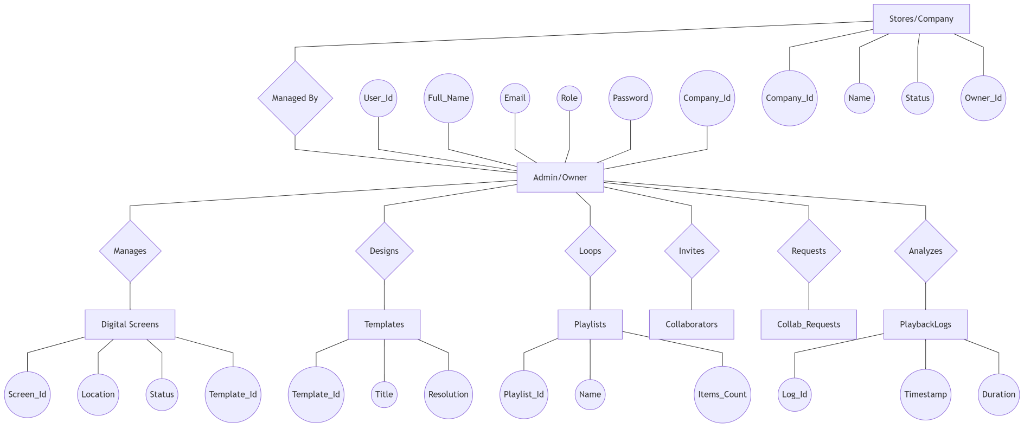 Stores/Company
Managed By
User_Id
Full_Name
Email
Role
Password
Company_Id
Company_Id
Name
Status
Owner_Id
Admin/Owner
Manages
Designs
Loops
Invites
Requests
Analyzes
Digital Screens
Templates
Playlists
Collaborators
Collab_Requests
PlaybackLogs
Screen_Id
Location
Status
Template_Id
Template_Id
Title
Resolution
Playlist_Id
Name
Items_Count
Log_Id
Timestamp
Duration